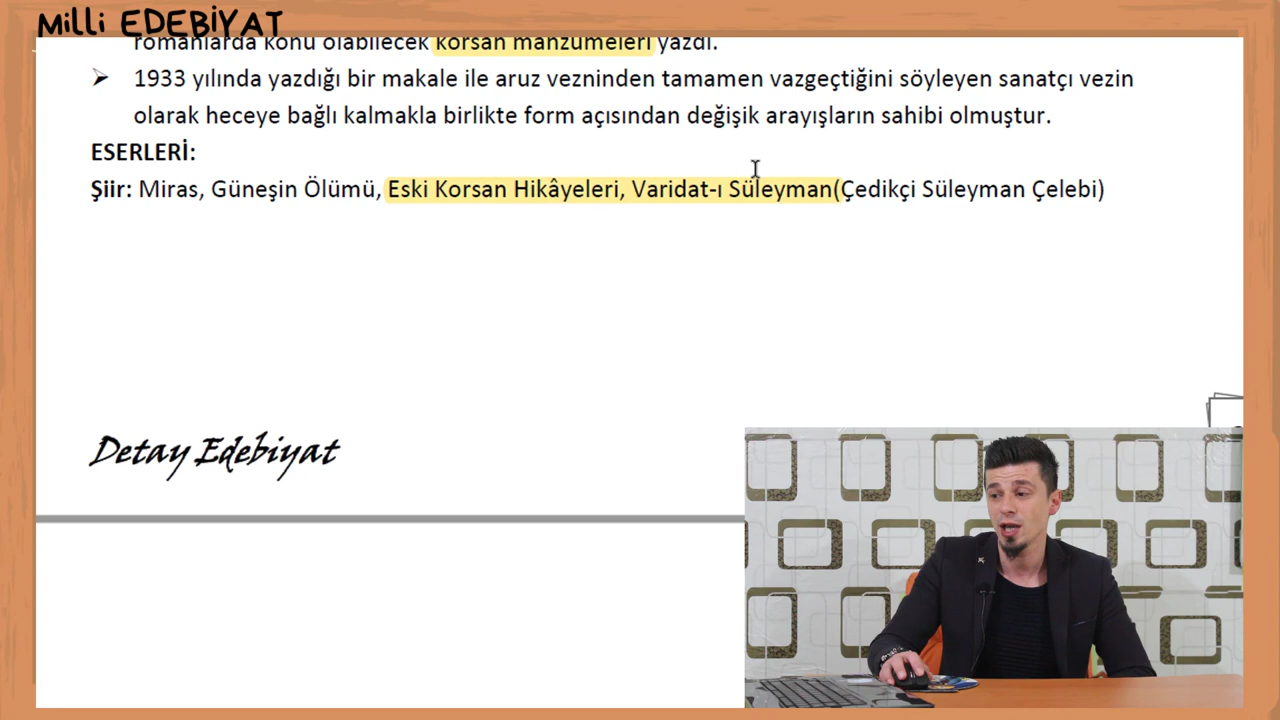 Milli EDEBİYAT
romanlarda konu olabilecek korsan manzumeleri yazdı.
➢ 1933 yılında yazdığı bir makale ile aruz vezninden tamamen vazgeçtiğini söyleyen sanatçı vezin
olarak heceye bağlı kalmakla birlikte form açısından değişik arayışların sahibi olmuştur.
ESERLERİ:
Şiir: Miras, Güneşin Ölümü, Eski Korsan Hikâyeleri, Varidat-ı Süleyman(Çedikçi Süleyman Çelebi)
Detay Edebiyat